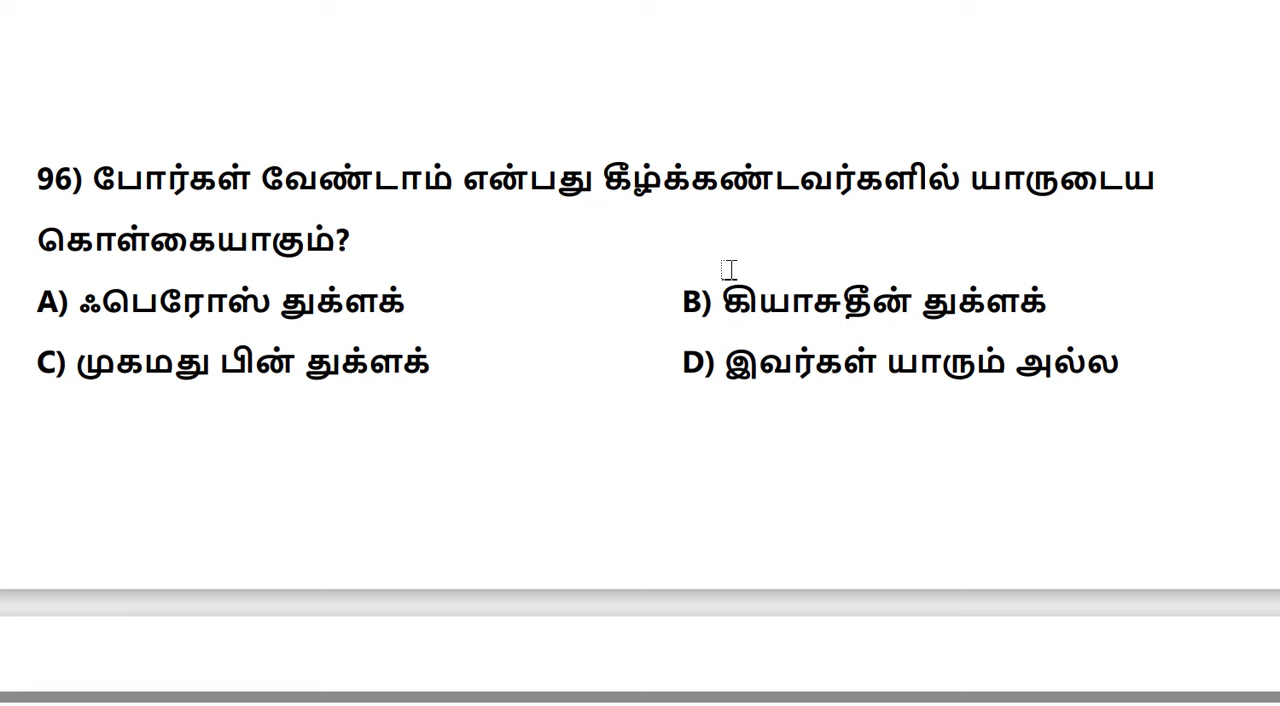 96) போர்கள் வேண்டாம் என்பது கீழ்க்கண்டவர்களில் யாருடைய
கொள்கையாகும்?
A) ஃபெரோஸ் துக்ளக் B) கியாசுதீன் துக்ளக்
C) முகமது பின் துக்ளக் D) இவர்கள் யாரும் அல்ல